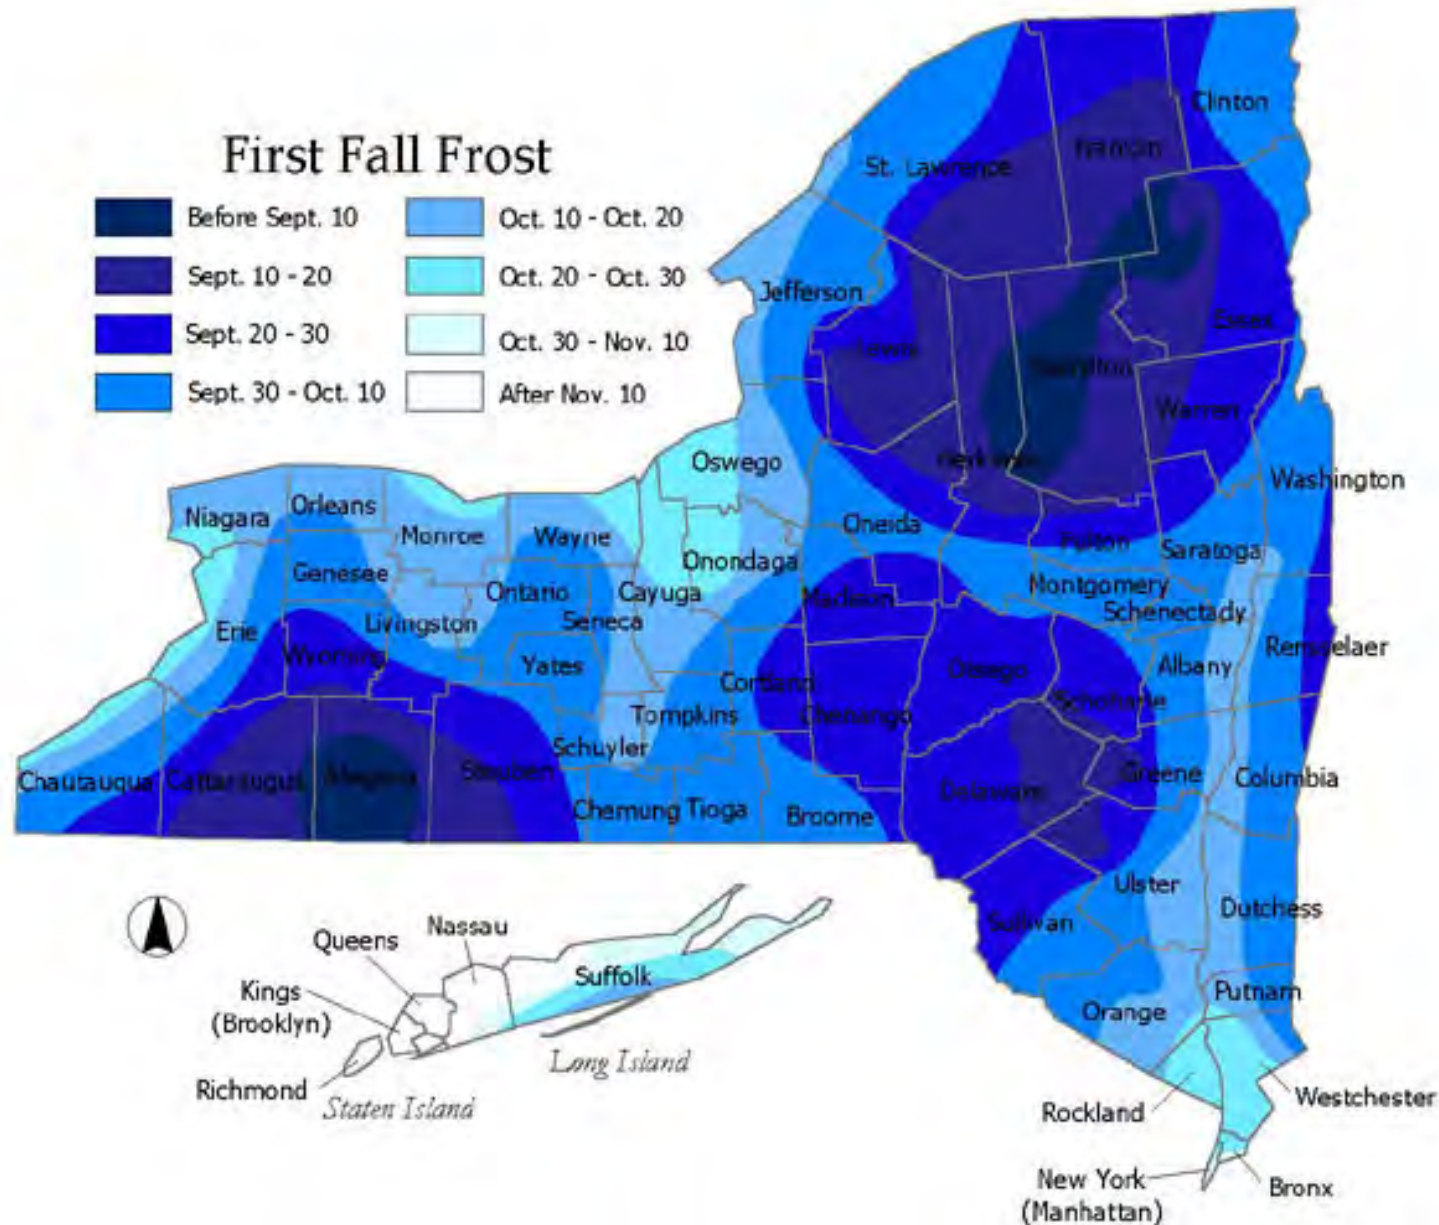 First Fall Frost
Before Sept. 10
Sept. 10 - 20
Sept. 20 - 30
Sept. 30 - Oct. 10
Oct. 10 - Oct. 20
Oct. 20 - Oct. 30
Oct. 30 - Nov. 10
After Nov. 10
Clinton
Franklin
St. Lawrence
Jefferson
Essex
Lewis
Hamilton
Warren
Herkimer
Oswego
Washington
Niagara
Orleans
Monroe
Wayne
Oneida
Fulton
Saratoga
Onondaga
Genesee
Ontario
Cayuga
Madison
Montgomery
Schenectady
Erie
Livingston
Seneca
Wyoming
Yates
Otsego
Albany
Rensselaer
Cortland
Schoharie
Tompkins
Chenango
Schuyler
Chautauqua
Cattaraugus
Allegany
Steuben
Greene
Columbia
Delaware
Chemung
Tioga
Broome
Ulster
Dutchess
Sullivan
Putnam
Orange
Westchester
Rockland
New York
(Manhattan)
Bronx
Nassau
Queens
Suffolk
Kings
(Brooklyn)
Long Island
Richmond
Staten Island